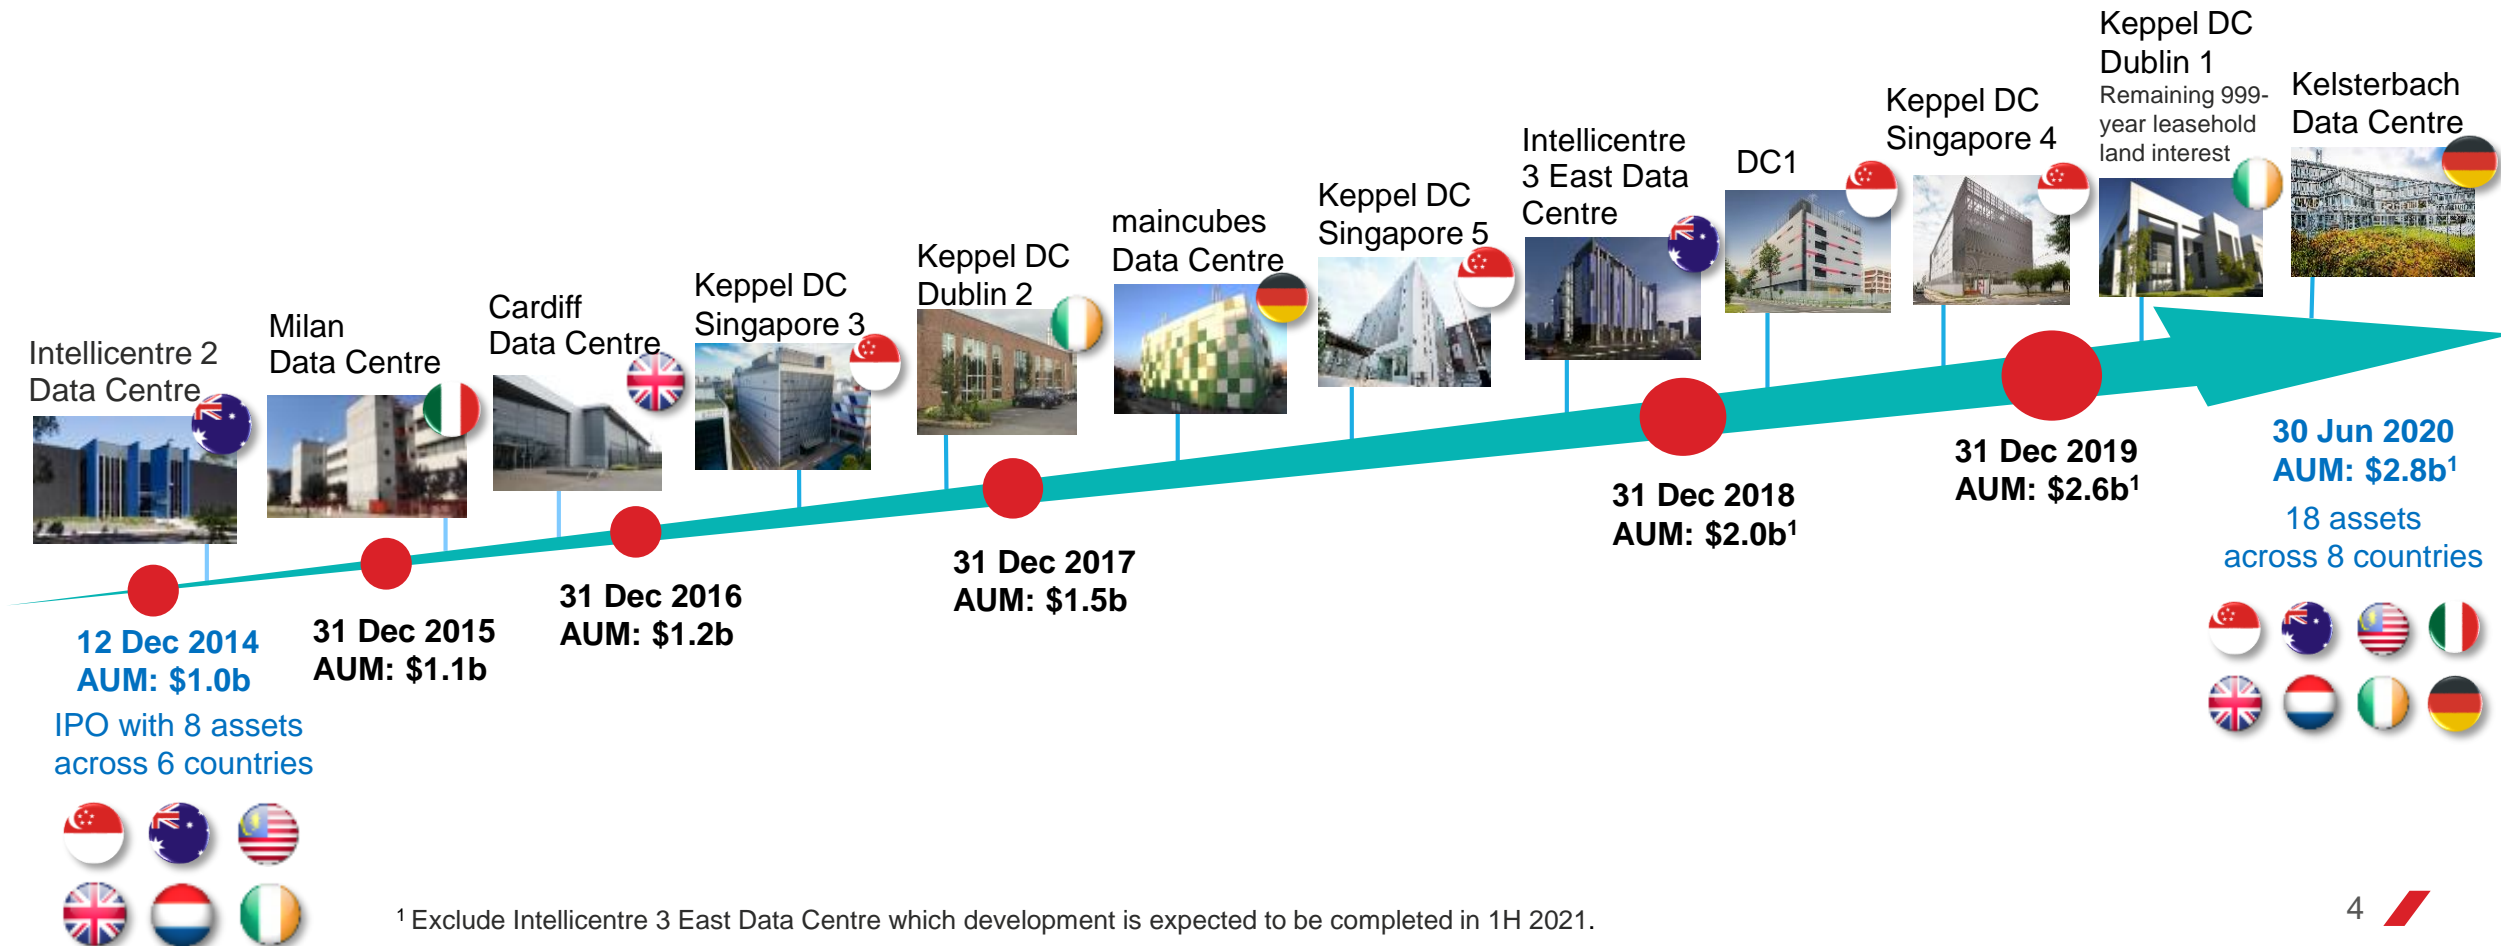 Intellicentre 2
Data Centre
Milan
Data Centre
Cardiff
Data Centre
Keppel DC
Singapore 3
Keppel DC
Dublin 2
maincubes
Data Centre
Keppel DC
Singapore 5
Intellicentre
3 East Data
Centre
DC1
Keppel DC
Singapore 4
Keppel DC
Dublin 1
Remaining 999-
year leasehold
land interest
Kelsterbach
Data Centre
12 Dec 2014
AUM: $1.0b
IPO with 8 assets
across 6 countries
31 Dec 2015
AUM: $1.1b
31 Dec 2016
AUM: $1.2b
31 Dec 2017
AUM: $1.5b
31 Dec 2018
AUM: $2.0b¹
31 Dec 2019
AUM: $2.6b¹
30 Jun 2020
AUM: $2.8b¹
18 assets
across 8 countries
¹ Exclude Intellicentre 3 East Data Centre which development is expected to be completed in 1H 2021.
4